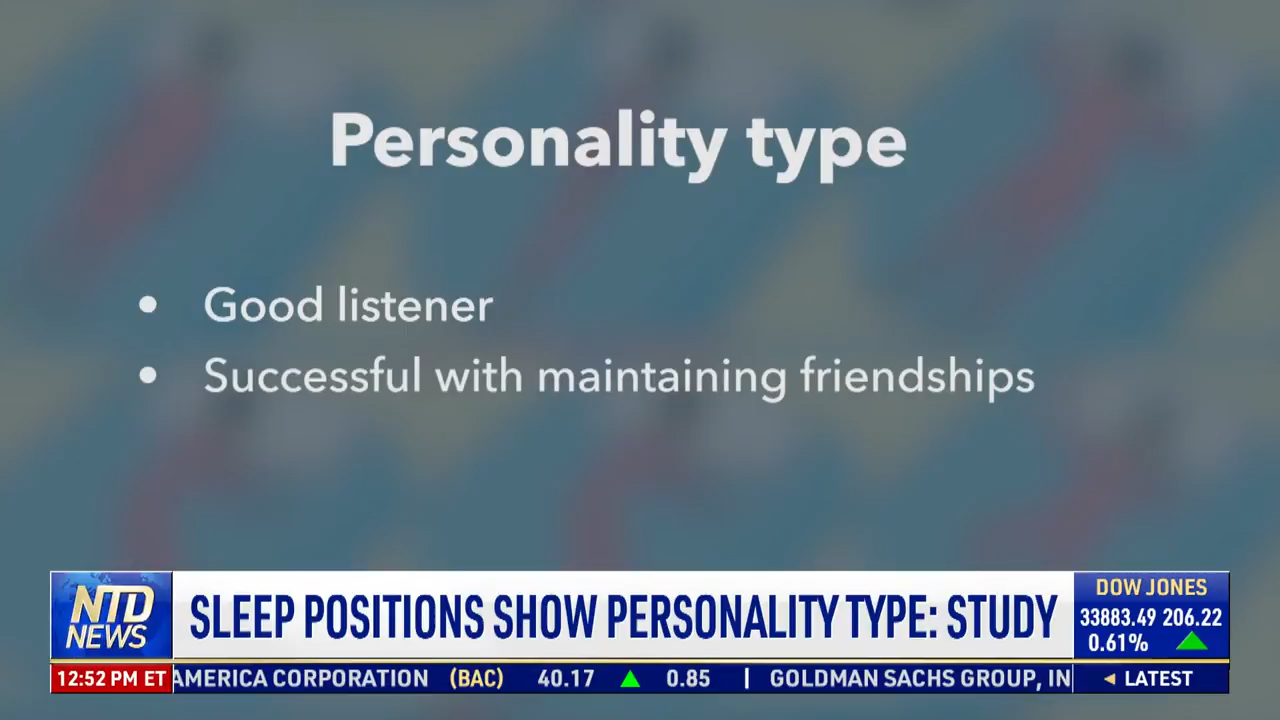 Personality type
• Good listener
• Successful with maintaining friendships
NTD
NEWS
SLEEP POSITIONS SHOW PERSONALITY TYPE: STUDY
DOW JONES
33883.49 206.22
0.61% ▲
12:52 PM ET
AMERICA CORPORATION (BAC) 40.17 ▲ 0.85 | GOLDMAN SACHS GROUP, IN
◄ LATEST